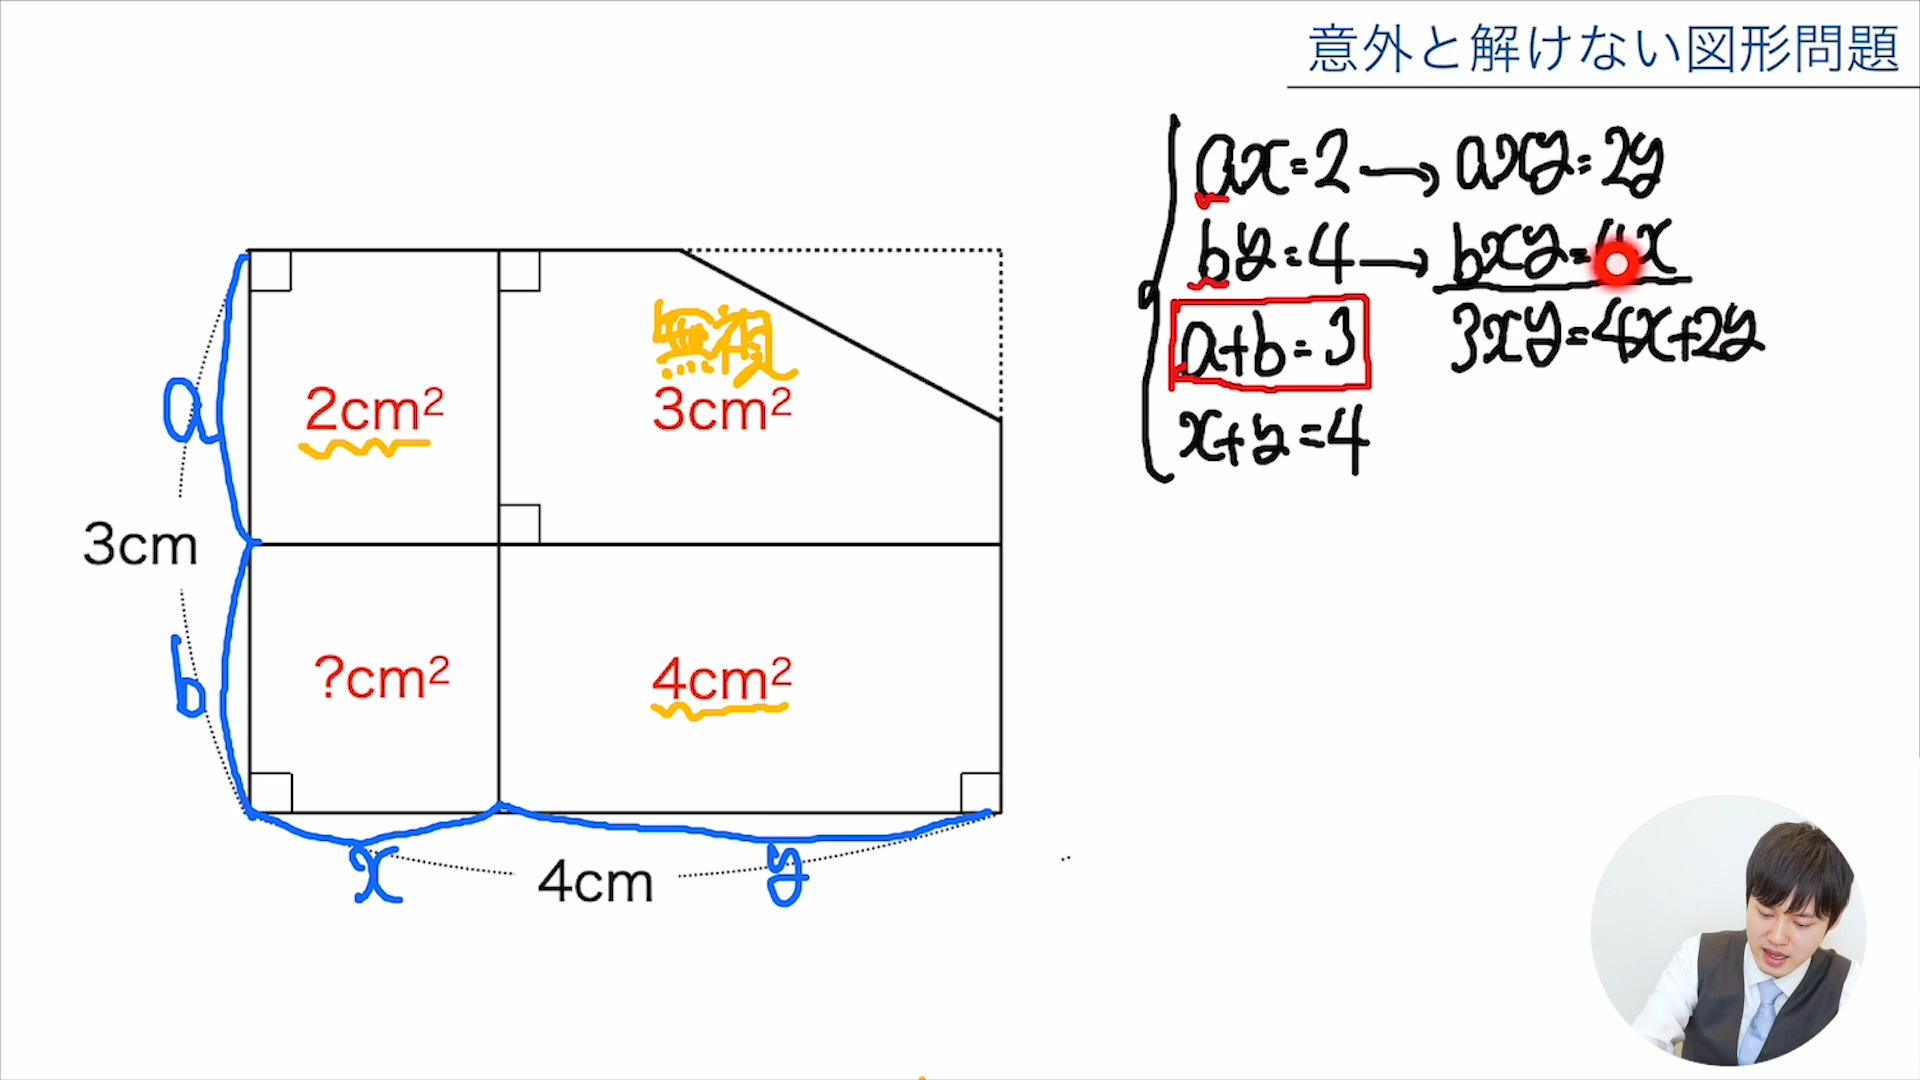 意外と解けない図形問題
ax=2→axy=2y
by=4→bxy=4x
a+b=3
3xy=4x+2y
x+y=4
無視
a
2cm²
3cm²
3cm
b
?cm²
4cm²
x
4cm
y